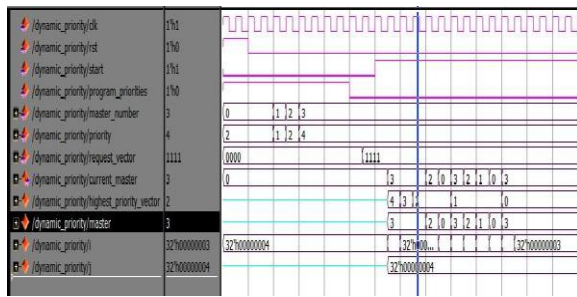 /dynamic_priority/clk 1'h1
/dynamic_priority/rst 1'h0
/dynamic_priority/start 1'h1
/dynamic_priority/program_priorities 1'h0
/dynamic_priority/master_number 3 0 1 2 3
/dynamic_priority/priority 4 2 1 2 4
/dynamic_priority/request_vector 1111 0000 1111
/dynamic_priority/current_master 3 0 3 2 0 3 2 1 0 3
/dynamic_priority/highest_priority_vector 2 4 3 1 0
/dynamic_priority/master 3 3 2 0 3 2 1 0 3
/dynamic_priority/i 32'h00000003 32'h00000004 32'h000... 32'h00000003
/dynamic_priority/j 32'h00000004 32'h00000004